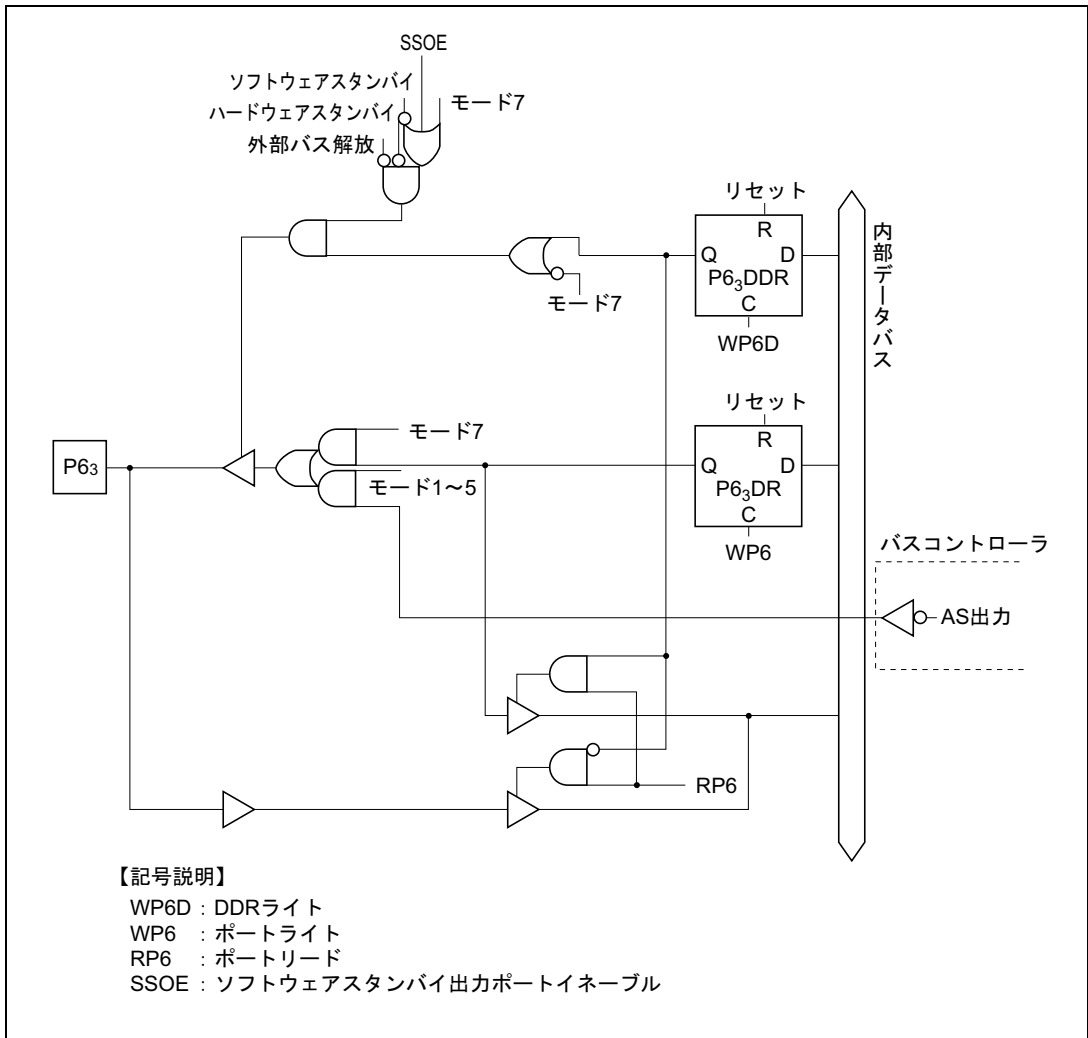 SSOE
ソフトウェアスタンバイ
モード7
ハードウェアスタンバイ
外部バス解放
リセット
R
Q
D
P6₃DDR
C
WP6D
モード7
内部データバス
リセット
R
Q
D
P6₃DR
C
WP6
モード7
モード1～5
P6₃
バスコントローラ
AS出力
RP6
【記号説明】
WP6D : DDRライト
WP6 : ポートライト
RP6 : ポートリード
SSOE : ソフトウェアスタンバイ出力ポートイネーブル